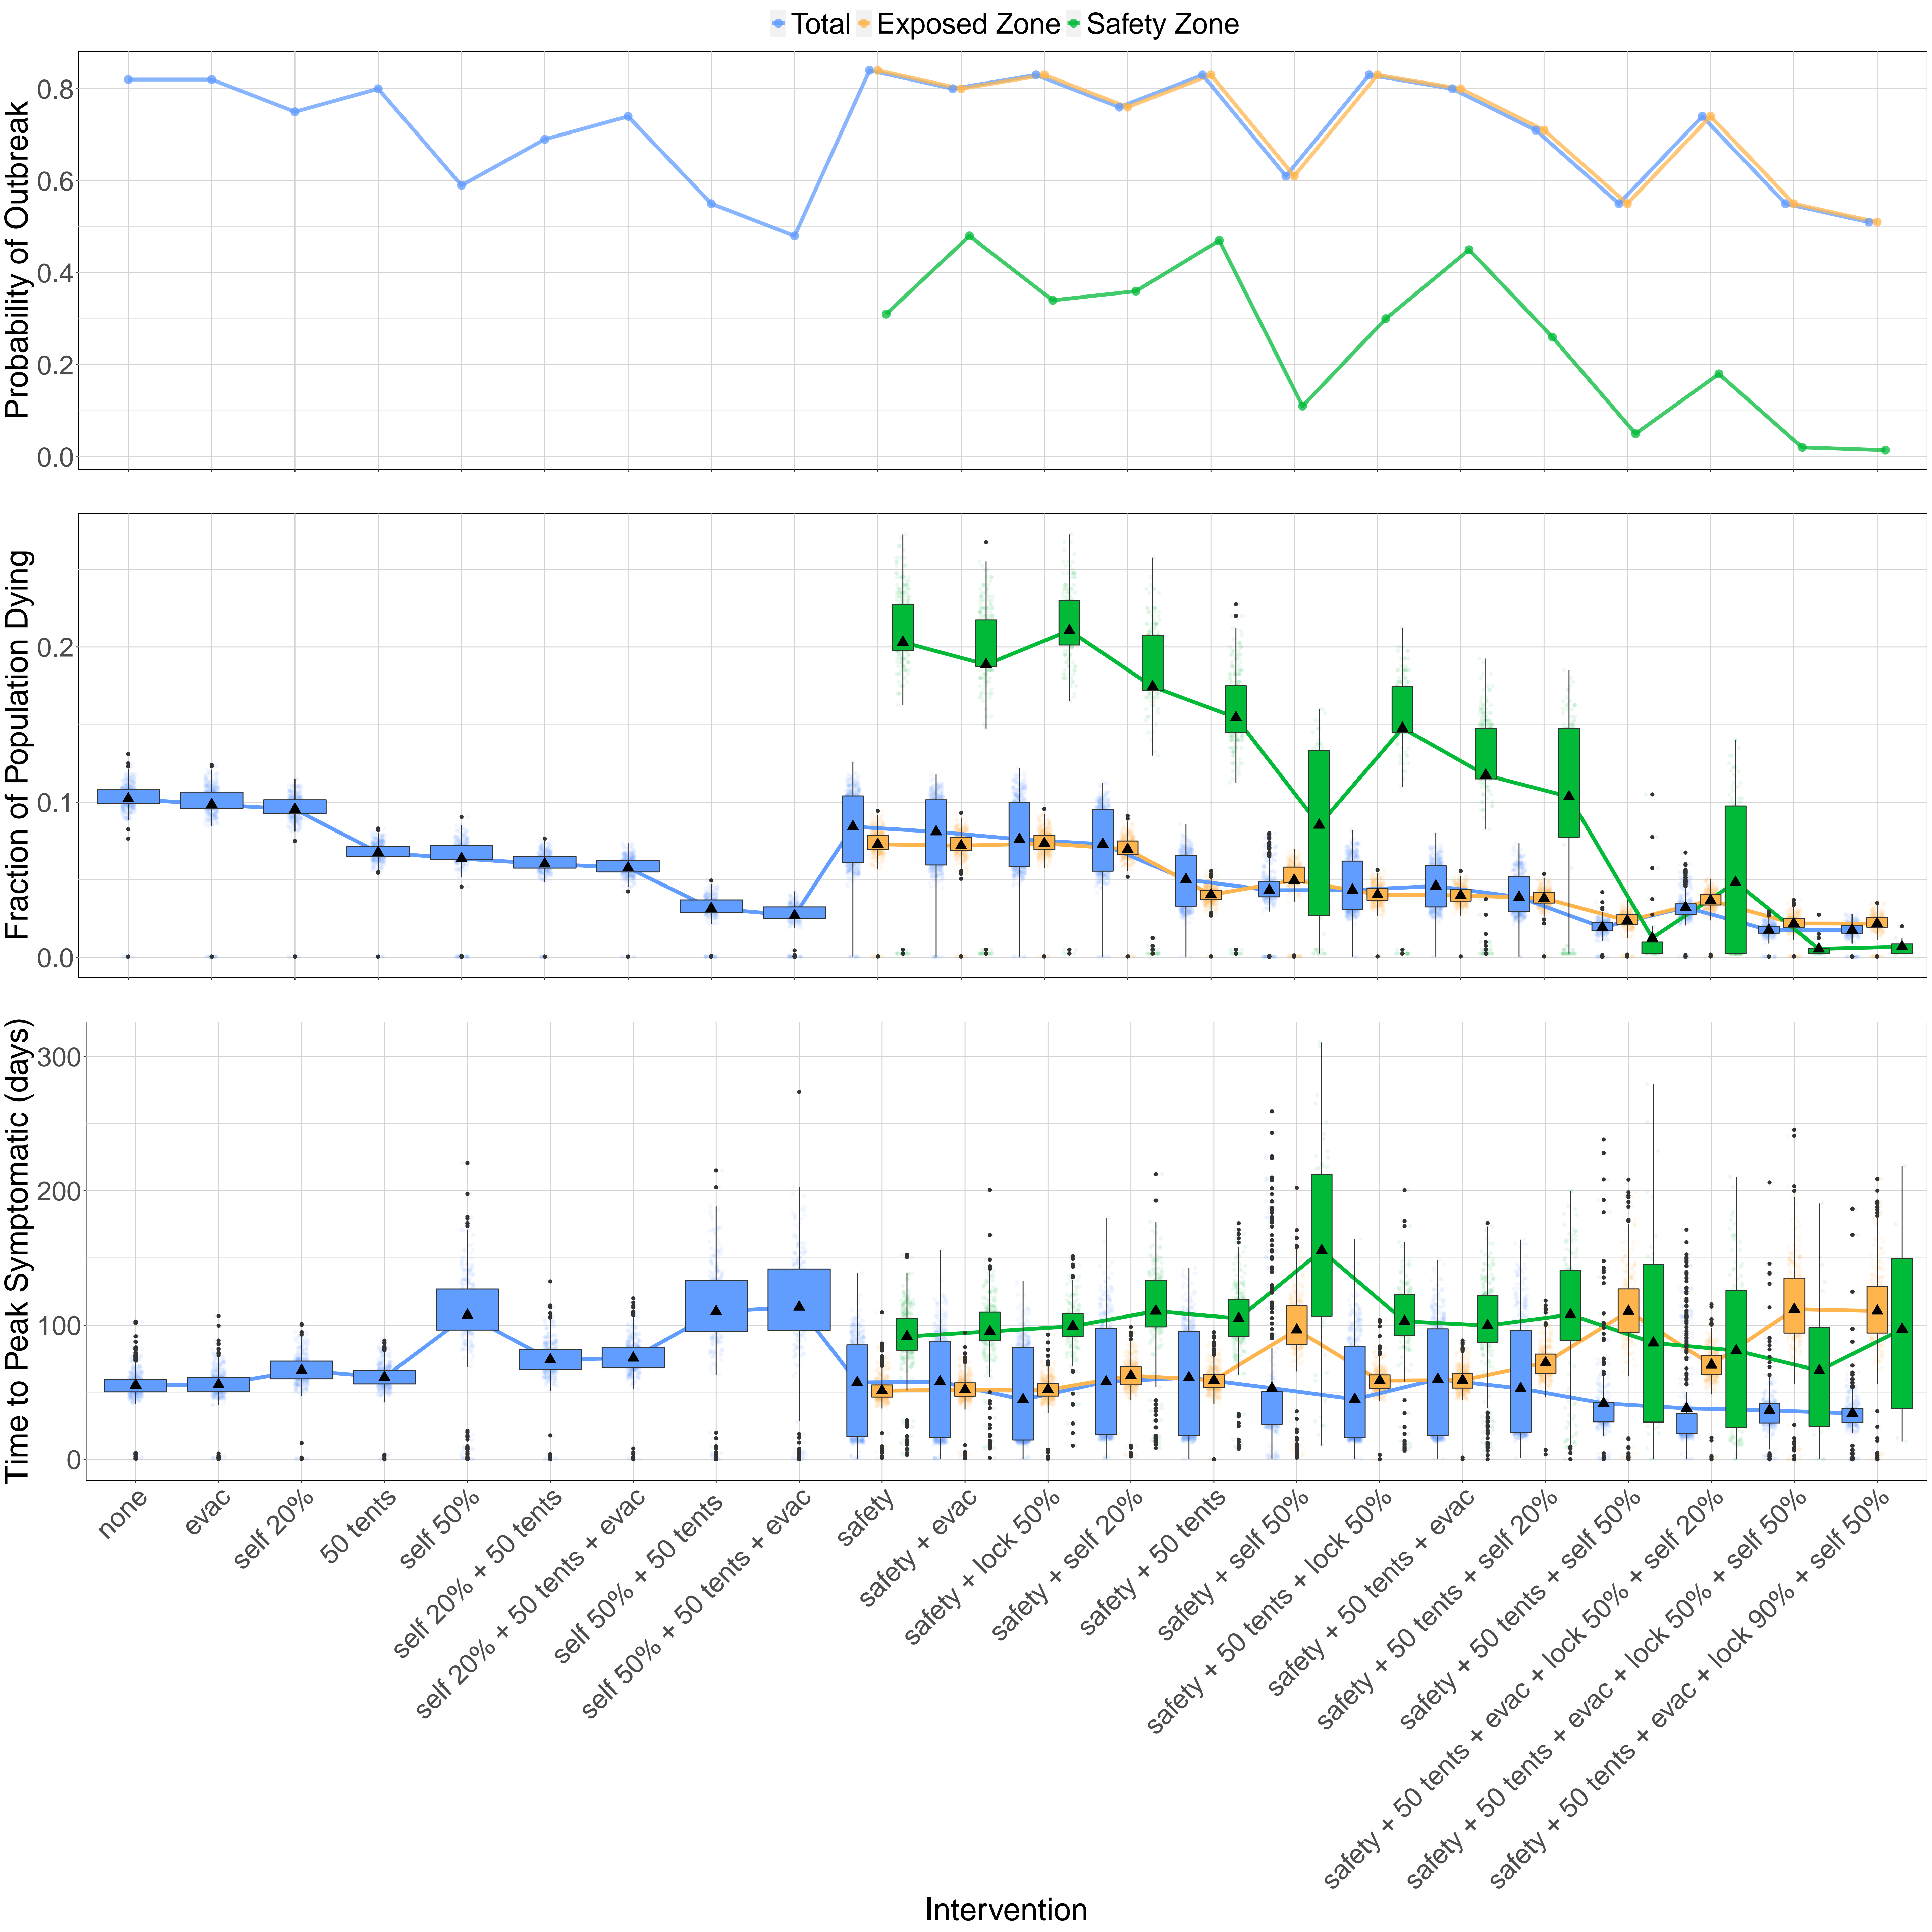 Total Exposed Zone Safety Zone
Probability of Outbreak
0.8
0.6
0.4
0.2
0.0
Fraction of Population Dying
0.2
0.1
0.0
Time to Peak Symptomatic (days)
300
200
100
0
none
evac
self 20%
50 tents
self 50%
self 20% + 50 tents
self 20% + 50 tents + evac
self 50% + 50 tents
self 50% + 50 tents + evac
safety
safety + evac
safety + lock 50%
safety + self 20%
safety + 50 tents
safety + self 50%
safety + 50 tents + lock 50%
safety + 50 tents + evac
safety + 50 tents + self 20%
safety + 50 tents + self 50%
safety + 50 tents + evac + lock 50% + self 20%
safety + 50 tents + evac + lock 50% + self 50%
safety + 50 tents + evac + lock 90% + self 50%
Intervention